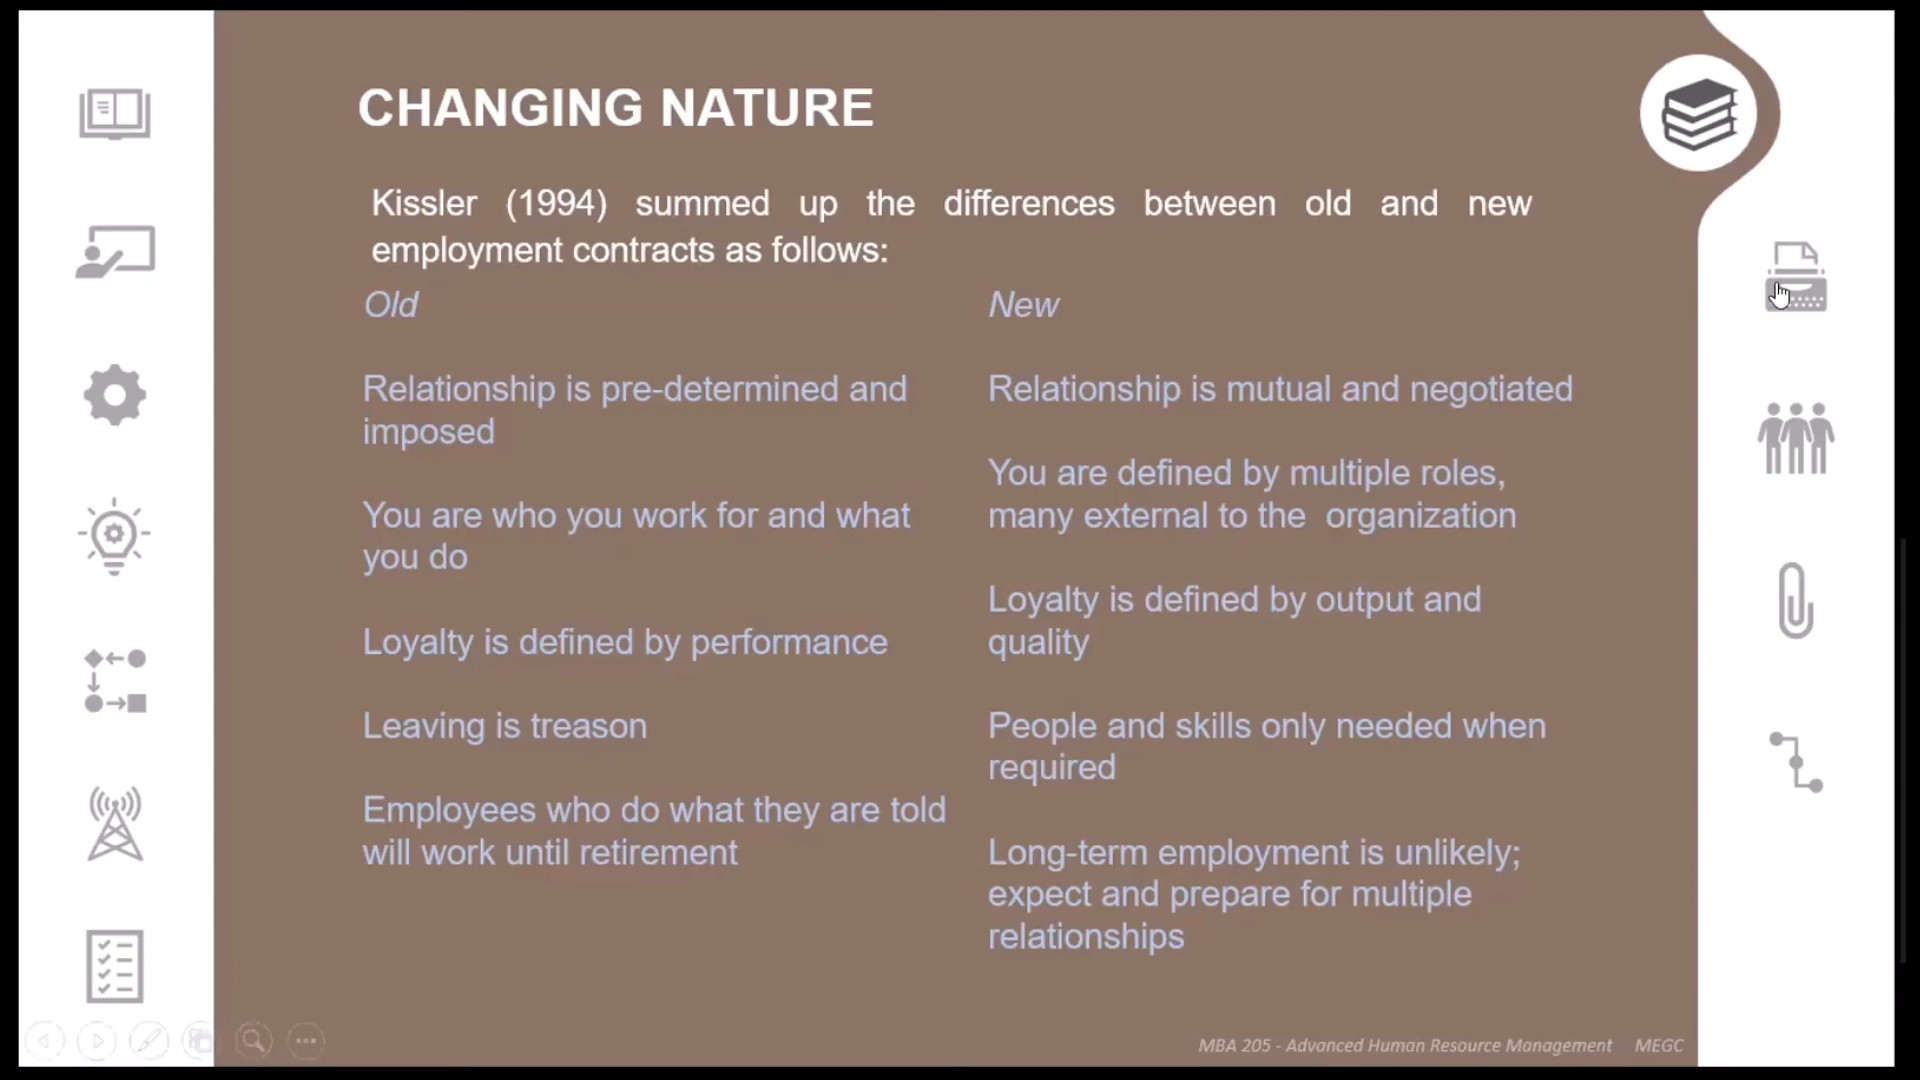 CHANGING NATURE
Kissler (1994) summed up the differences between old and new
employment contracts as follows:
Old
Relationship is pre-determined and
imposed
You are who you work for and what
you do
Loyalty is defined by performance
Leaving is treason
Employees who do what they are told
will work until retirement
New
Relationship is mutual and negotiated
You are defined by multiple roles,
many external to the organization
Loyalty is defined by output and
quality
People and skills only needed when
required
Long-term employment is unlikely;
expect and prepare for multiple
relationships
MBA 205 - Advanced Human Resource Management MEGC